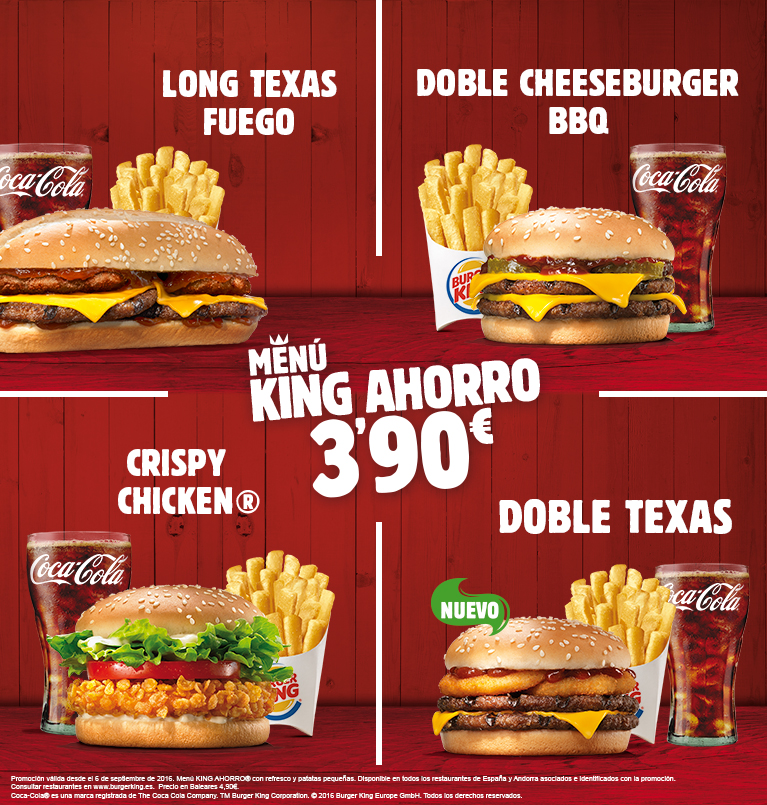 LONG TEXAS
FUEGO
DOBLE CHEESEBURGER
BBQ
Coca-Cola
Coca-Cola
BURGER
KING
MENÚ
KING AHORRO
3'90€
CRISPY
CHICKEN®
DOBLE TEXAS
Coca-Cola
NUEVO
Coca-Cola
Promoción válida desde el 6 de septiembre de 2016. Menú KING AHORRO® con refresco y patatas pequeñas. Disponible en todos los restaurantes de España y Andorra asociados e identificados con la promoción.
Consultar restaurantes en www.burgerking.es. Precio en Baleares 4,90€.
Coca-Cola® es una marca registrada de The Coca Cola Company. TM Burger King Corporation. © 2016 Burger King Europe GmbH. Todos los derechos reservados.